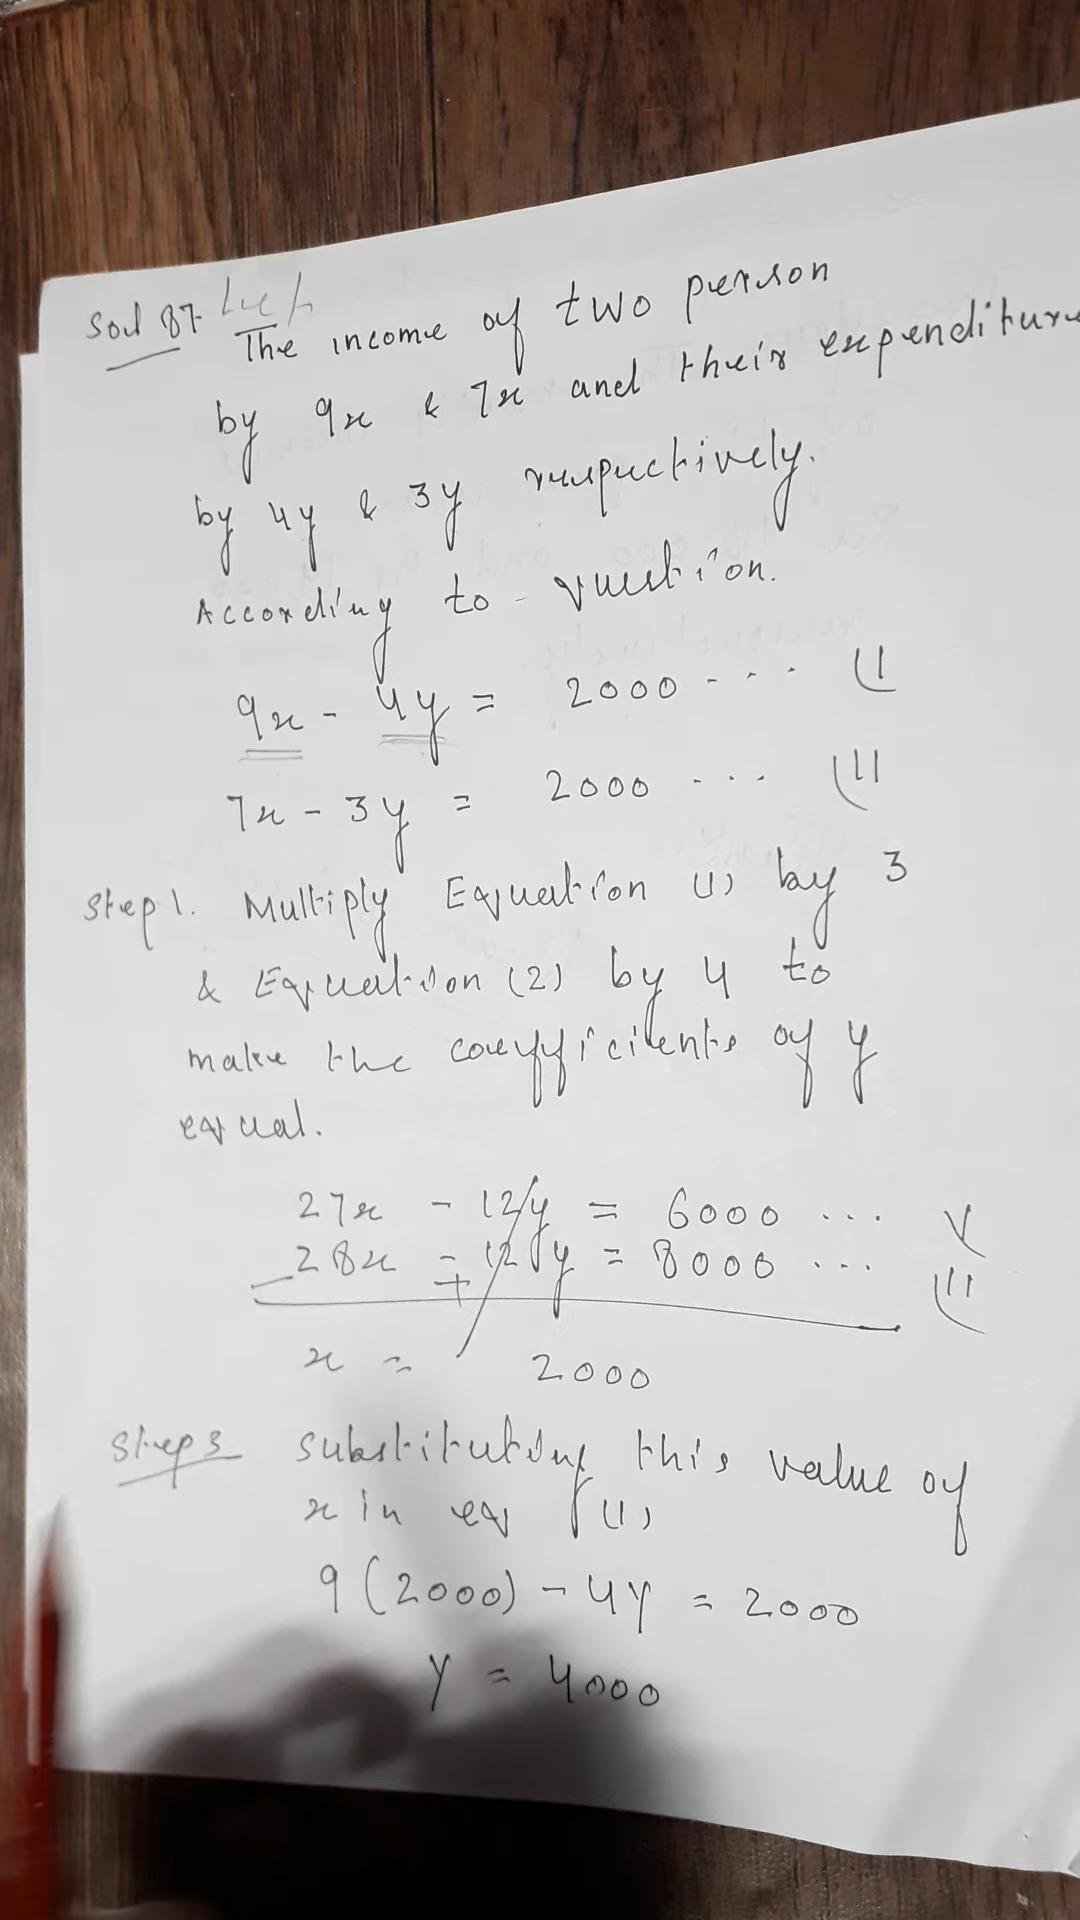 Sol 87. Let
The income of two person
by 9x & 7x and their expenditure
by 4y & 3y respectively.
According to - question.
9x - 4y = 2000 - - - (I
7x - 3y = 2000 - - - (II
Step 1. Multiply Equation (1) by 3
& Equation (2) by 4 to
make the coefficients of y
equal.
27x - 12y = 6000 ...
28x - 12y = 8000 ...
- +
x = 2000
Step 3 substituting this value of
x in eq (1)
9(2000) - 4y = 2000
y = 4000